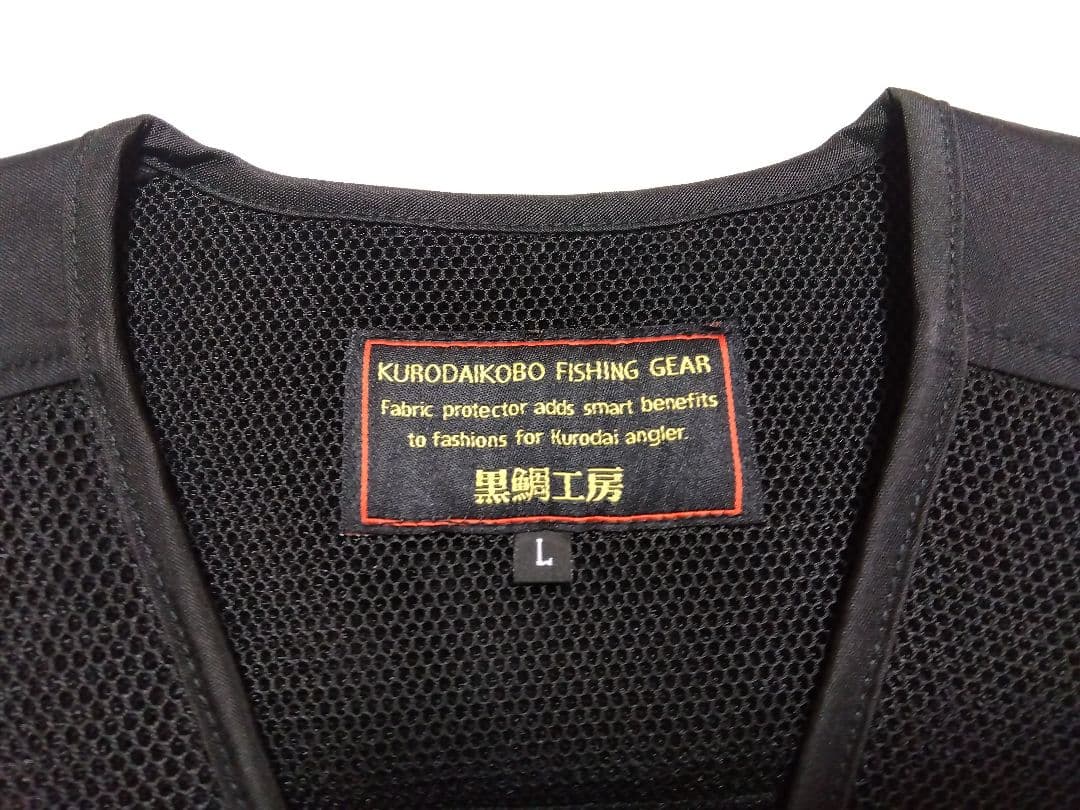 KURODAIKOBO FISHING GEAR
Fabric protector adds smart benefits
to fashions for Kurodai angler.
黒鯛工房
L